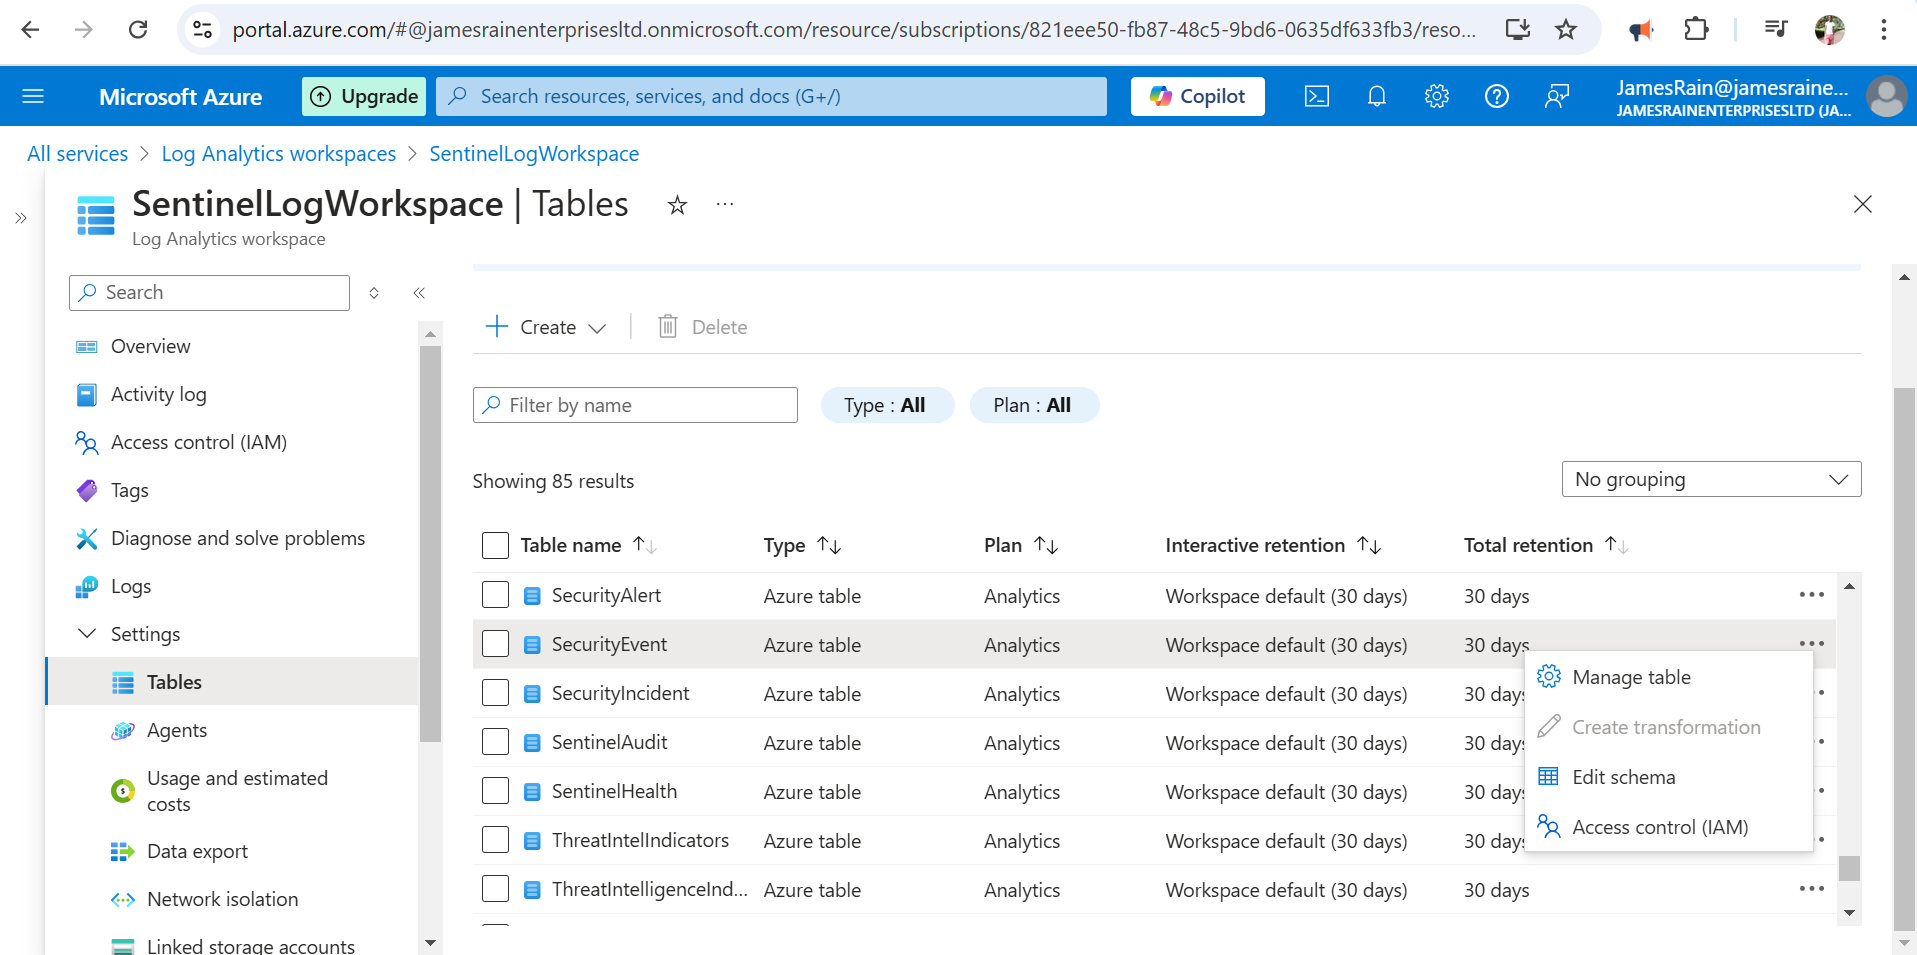 portal.azure.com/#@jamesrainenterprisesltd.onmicrosoft.com/resource/subscriptions/821eee50-fb87-48c5-9bd6-0635df633fb3/reso...
Microsoft Azure
Upgrade
Search resources, services, and docs (G+/)
Copilot
JamesRain@jamesraine...
JAMESRAINENTERPRISESLTD (JA...
All services > Log Analytics workspaces > SentinelLogWorkspace
SentinelLogWorkspace | Tables
Log Analytics workspace
Search
Overview
Activity log
Access control (IAM)
Tags
Diagnose and solve problems
Logs
Settings
Tables
Agents
Usage and estimated
costs
Data export
Network isolation
Linked storage accounts
Create
Delete
Filter by name
Type : All
Plan : All
Showing 85 results
No grouping
Table name Type Plan Interactive retention Total retention
SecurityAlert Azure table Analytics Workspace default (30 days) 30 days
SecurityEvent Azure table Analytics Workspace default (30 days) 30 days
SecurityIncident Azure table Analytics Workspace default (30 days) 30 days
SentinelAudit Azure table Analytics Workspace default (30 days) 30 days
SentinelHealth Azure table Analytics Workspace default (30 days) 30 days
ThreatIntelIndicators Azure table Analytics Workspace default (30 days) 30 days
ThreatIntelligenceInd... Azure table Analytics Workspace default (30 days) 30 days
Manage table
Create transformation
Edit schema
Access control (IAM)